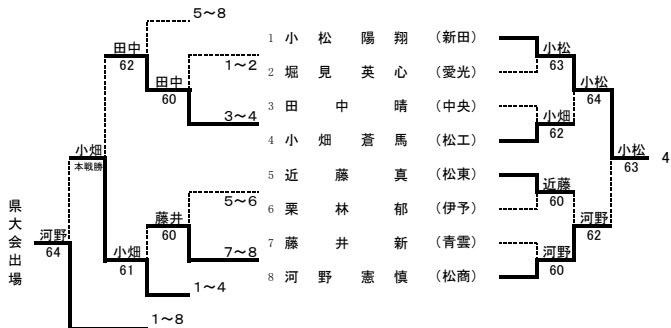 5～8
田中
62
田中
60
1～2
3～4
小畑
本戦勝
県大会出場
河野
64
藤井
60
5～6
7～8
小畑
61
1～4
1～8
1 小松陽翔 （新田）
2 堀見英心 （愛光）
3 田中晴 （中央）
4 小畑蒼馬 （松工）
5 近藤真 （松東）
6 栗林郁 （伊予）
7 藤井新 （青雲）
8 河野憲慎 （松商）
小松
63
小松
64
小畑
62
小松
63
4
近藤
60
河野
62
河野
60